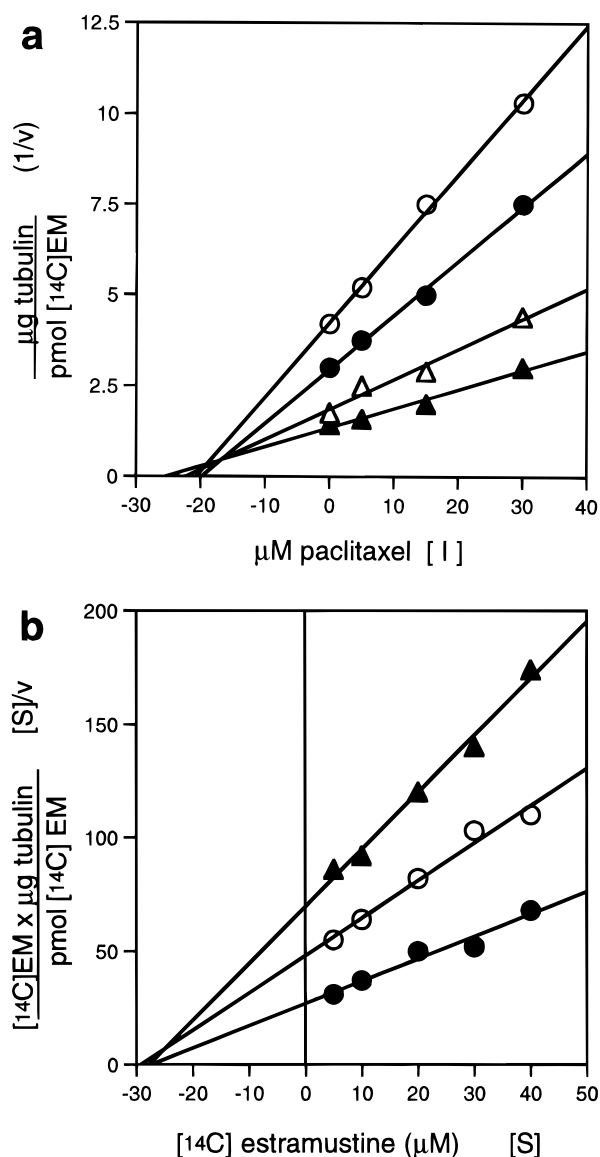 a
12.5
10
7.5
5
2.5
0
(1/v)
µg tubulin
pmol [14C]EM
-30 -20 -10 0 10 20 30 40
µM paclitaxel [ I ]
b
200
150
100
50
0
[S]/v
[14C]EM x µg tubulin
pmol [14C] EM
-30 -20 -10 0 10 20 30 40 50
[14C] estramustine (µM) [S]